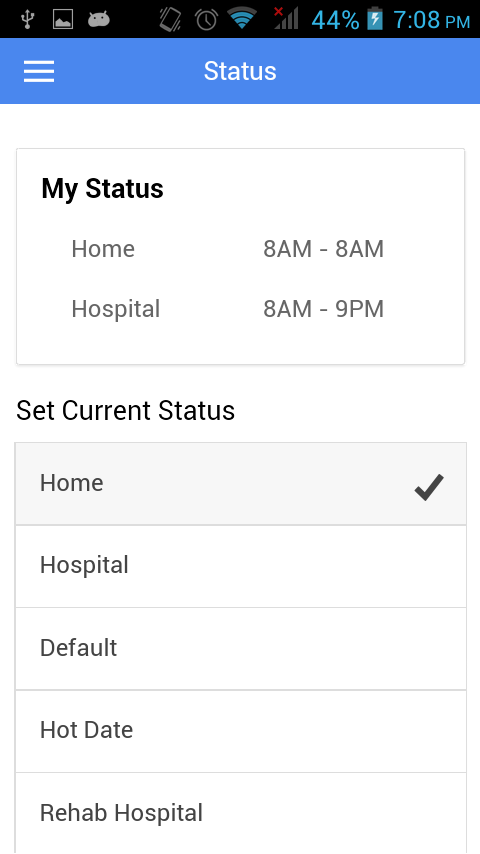 44% 7:08 PM
Status
My Status
Home 8AM - 8AM
Hospital 8AM - 9PM
Set Current Status
Home
Hospital
Default
Hot Date
Rehab Hospital